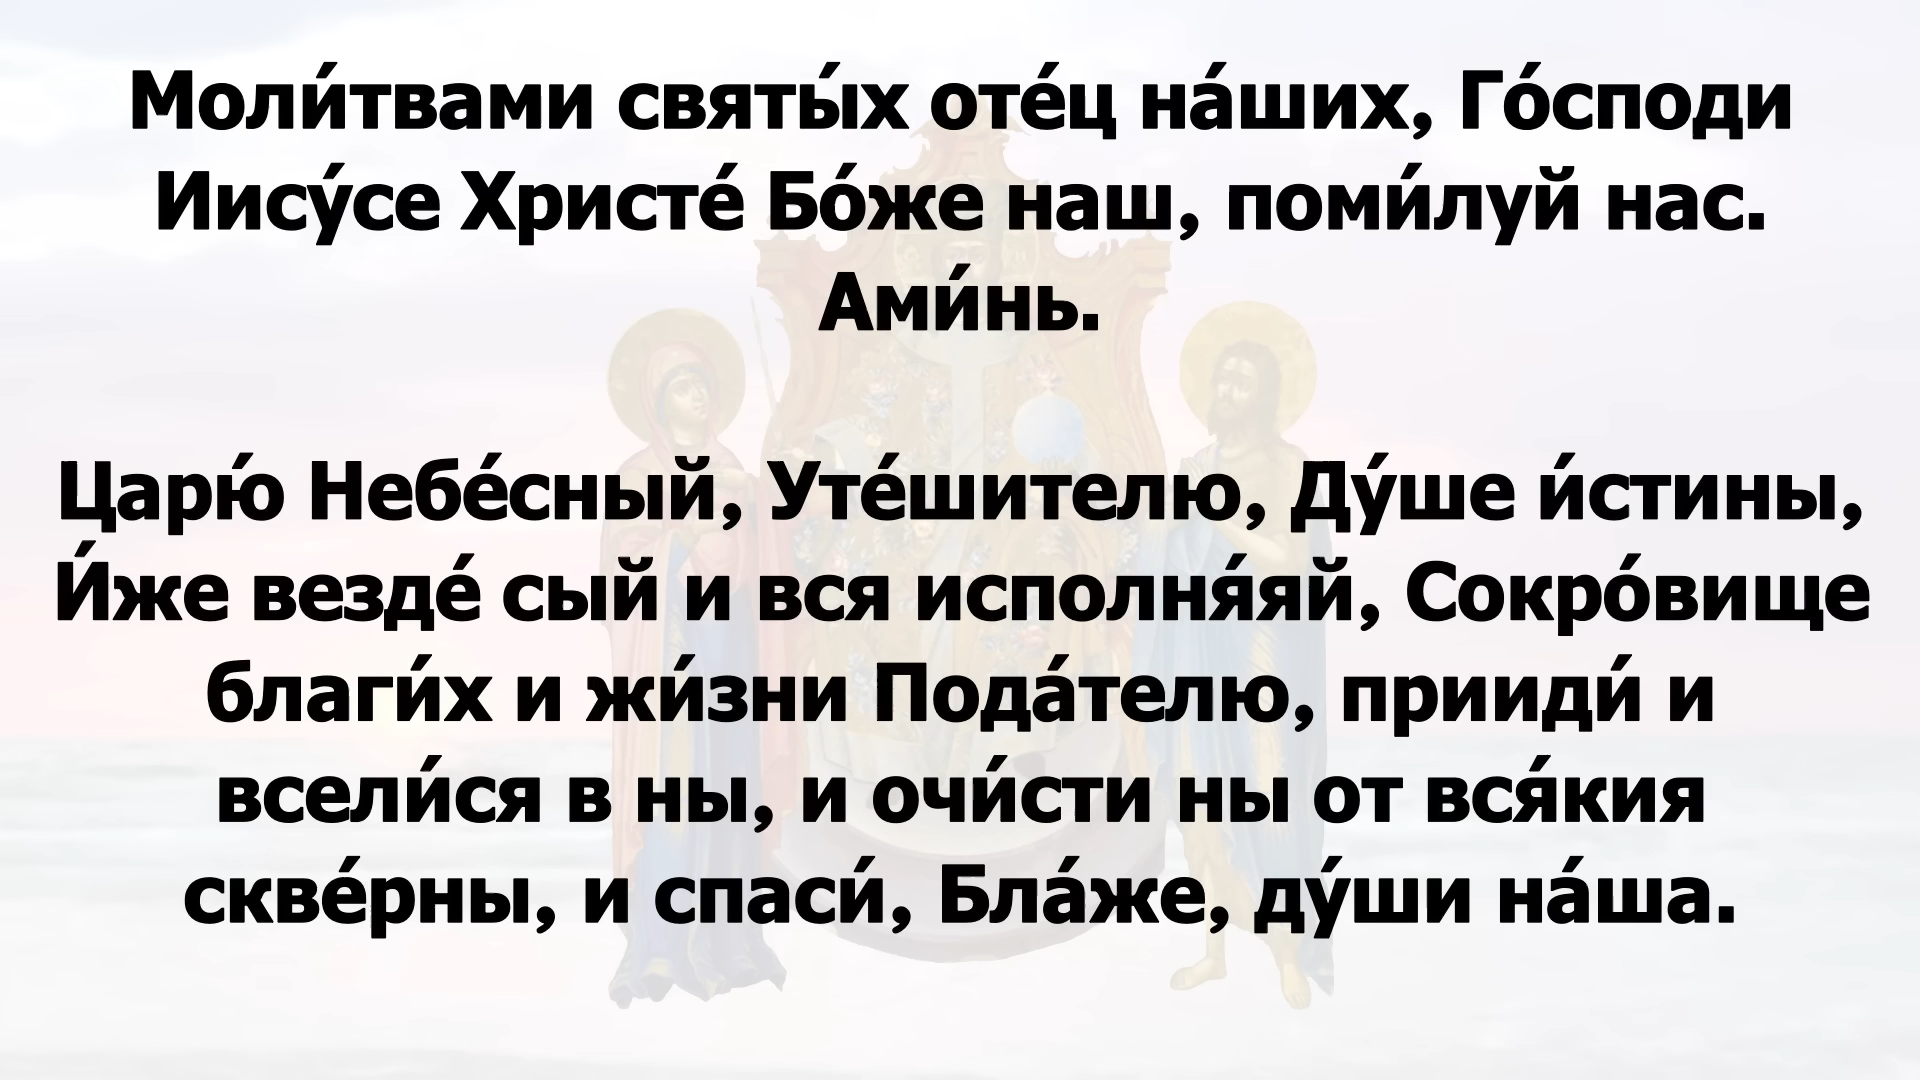 Моли́твами святы́х оте́ц на́ших, Го́споди
Иису́се Христе́ Бо́же наш, поми́луй нас.
Ами́нь.
Царю́ Небе́сный, Уте́шителю, Ду́ше и́стины,
И́же везде́ сый и вся исполня́яй, Сокро́вище
благи́х и жи́зни Пода́телю, прииди́ и
всели́ся в ны, и очи́сти ны от вся́кия
скве́рны, и спаси́, Бла́же, ду́ши на́ша.